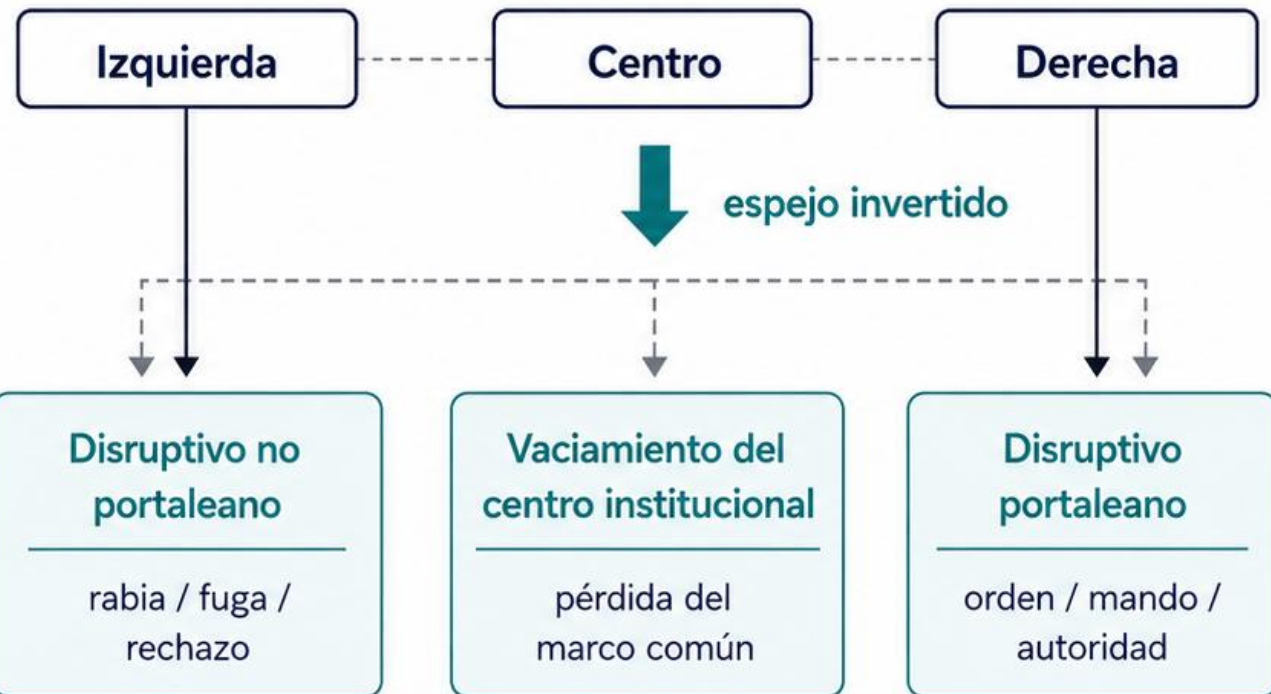 Izquierda
Centro
Derecha
espejo invertido
Disruptivo no
portaleano
rabia / fuga /
rechazo
Vaciamiento del
centro institucional
pérdida del
marco común
Disruptivo
portaleano
orden / mando /
autoridad